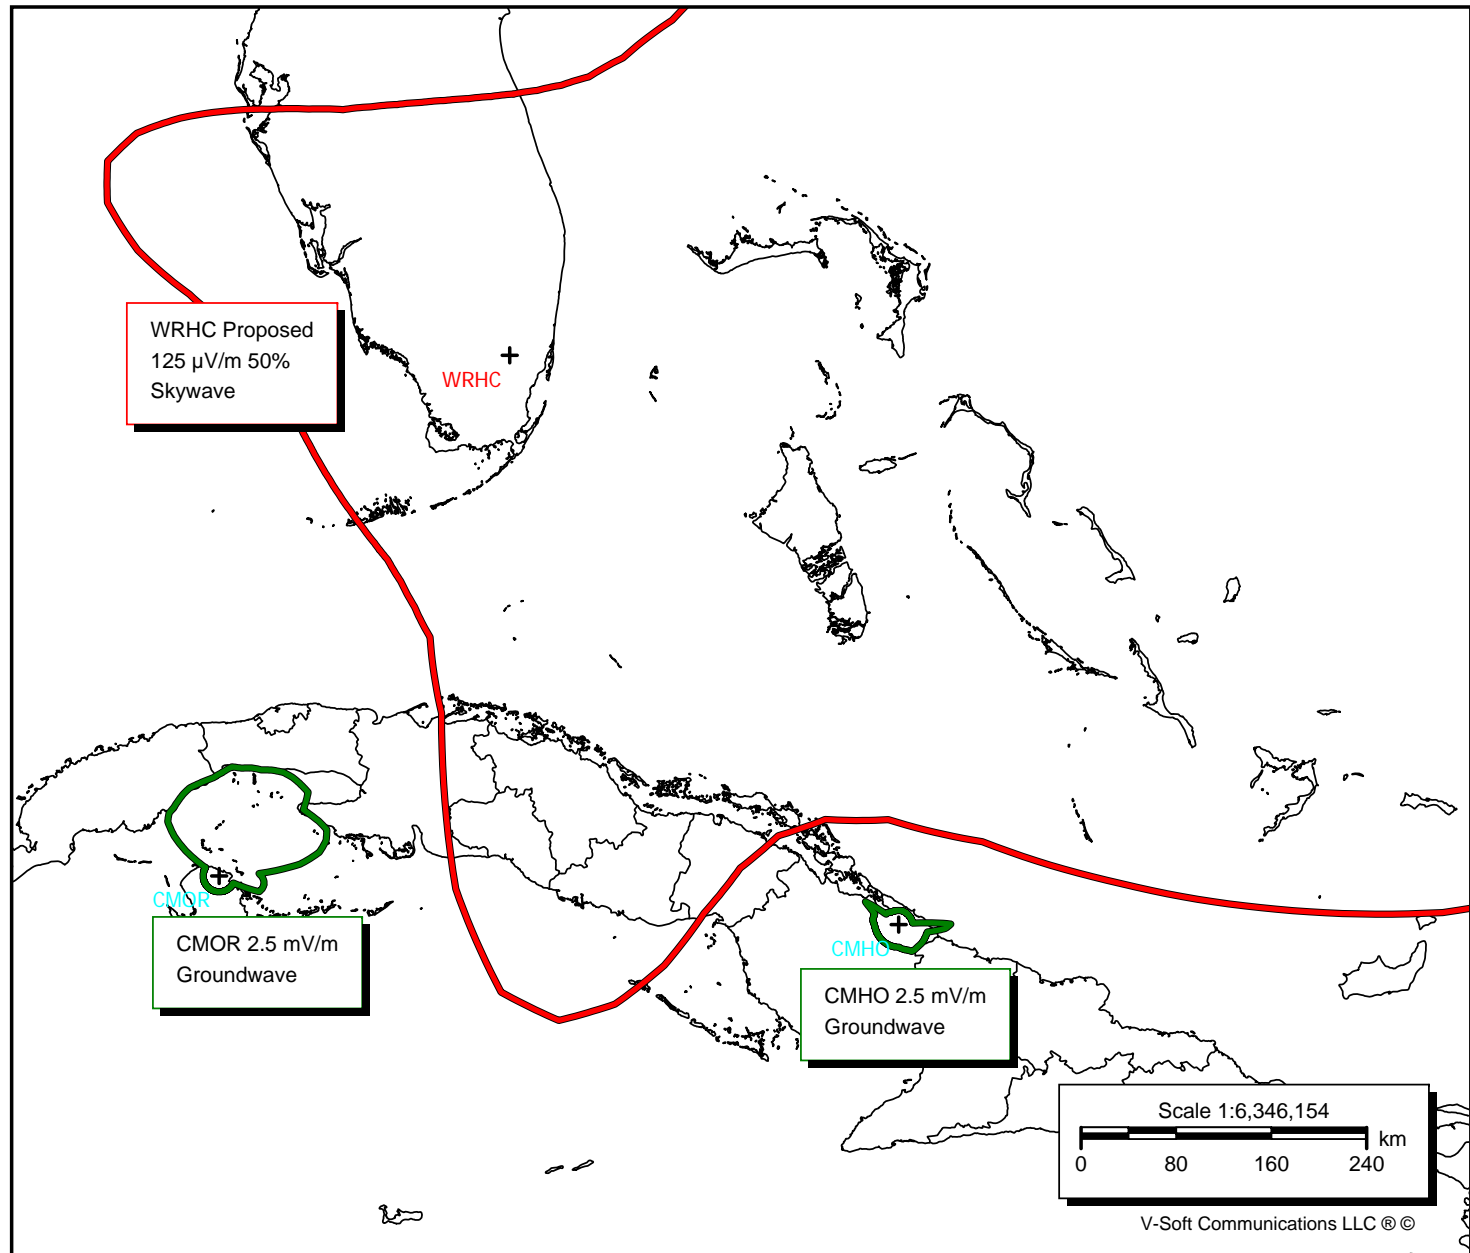 WRHC Proposed
125 µV/m 50%
Skywave
WRHC
CMOR
CMOR 2.5 mV/m
Groundwave
CMHO
CMHO 2.5 mV/m
Groundwave
Scale 1:6,346,154
km
0 80 160 240
V-Soft Communications LLC ® ©